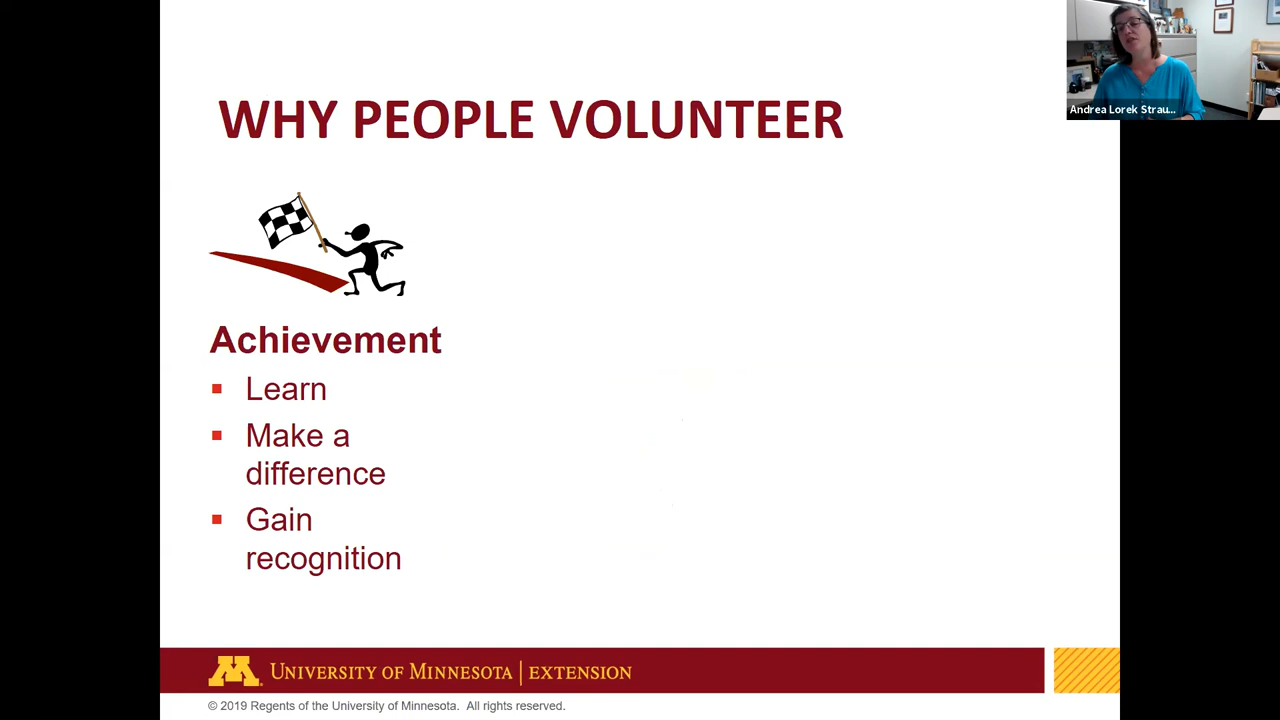 WHY PEOPLE VOLUNTEER
Andrea Lorek Strau...
Achievement
Learn
Make a
difference
Gain
recognition
M
UNIVERSITY OF MINNESOTA | EXTENSION
© 2019 Regents of the University of Minnesota. All rights reserved.